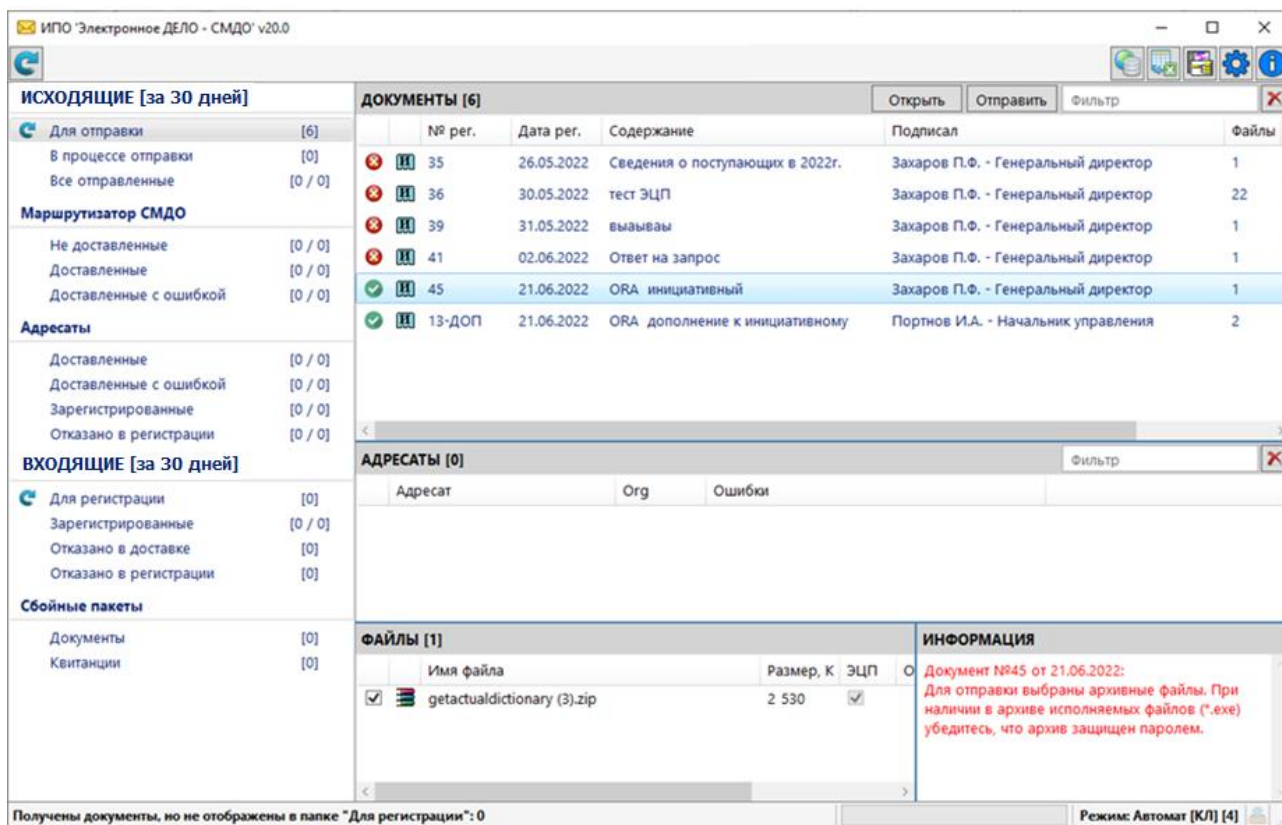 ИПО 'Электронное ДЕЛО - СМДО' v20.0
ИСХОДЯЩИЕ [за 30 дней]
Для отправки [6]
В процессе отправки [0]
Все отправленные [0 / 0]
Маршрутизатор СМДО
Не доставленные [0 / 0]
Доставленные [0 / 0]
Доставленные с ошибкой [0 / 0]
Адресаты
Доставленные [0 / 0]
Доставленные с ошибкой [0 / 0]
Зарегистрированные [0 / 0]
Отказано в регистрации [0 / 0]
ВХОДЯЩИЕ [за 30 дней]
Для регистрации [0]
Зарегистрированные [0 / 0]
Отказано в доставке [0]
Отказано в регистрации [0]
Сбойные пакеты
Документы [0]
Квитанции [0]
ДОКУМЕНТЫ [6] Открыть Отправить Фильтр
№ рег. Дата рег. Содержание Подписал Файлы
35 26.05.2022 Сведения о поступающих в 2022г. Захаров П.Ф. - Генеральный директор 1
36 30.05.2022 тест ЭЦП Захаров П.Ф. - Генеральный директор 22
39 31.05.2022 выаываы Захаров П.Ф. - Генеральный директор 1
41 02.06.2022 Ответ на запрос Захаров П.Ф. - Генеральный директор 1
45 21.06.2022 ORA инициативный Захаров П.Ф. - Генеральный директор 1
13-ДОП 21.06.2022 ORA дополнение к инициативному Портнов И.А. - Начальник управления 2
АДРЕСАТЫ [0] Фильтр
Адресат Org Ошибки
ФАЙЛЫ [1]
Имя файла Размер, К ЭЦП О
getactualdictionary (3).zip 2 530
ИНФОРМАЦИЯ
Документ №45 от 21.06.2022:
Для отправки выбраны архивные файлы. При
наличии в архиве исполняемых файлов (*.exe)
убедитесь, что архив защищен паролем.
Получены документы, но не отображены в папке "Для регистрации": 0
Режим: Автомат [КЛ] [4]